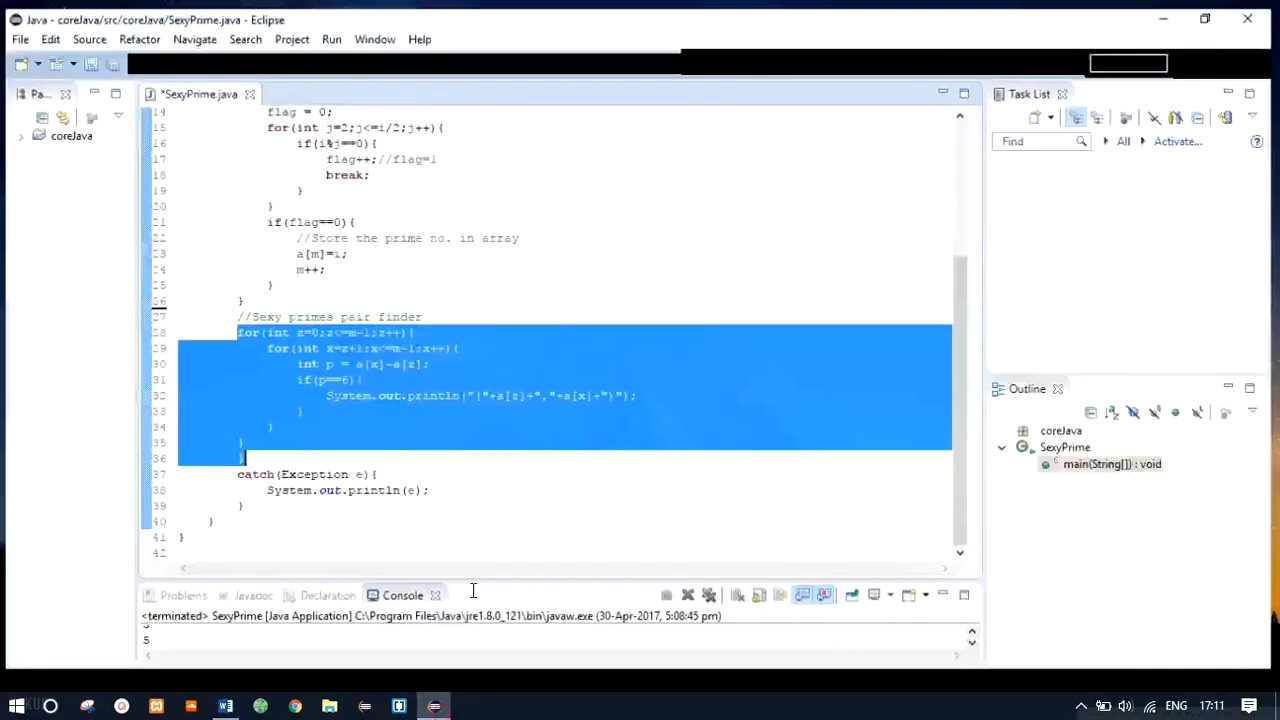 Java - coreJava/src/coreJava/SexyPrime.java - Eclipse
File Edit Source Refactor Navigate Search Project Run Window Help
Pa...
*SexyPrime.java
Task List
coreJava
Find
All
Activate...
14 flag = 0;
15 for(int j=2;j<=i/2;j++){
16 if(i%j==0){
17 flag++;//flag=1
18 break;
19 }
20 }
21 if(flag==0){
22 //Store the prime no. in array
23 a[m]=i;
24 m++;
25 }
26 }
27 //Sexy primes pair finder
28 for(int z=0;z<=m-1;z++){
29 for(int x=z+1;x<=m-1;x++){
30 int p = a[x]-a[z];
31 if(p==6){
32 System.out.println("("+a[z]+","+a[x]+")");
33 }
34 }
35 }
36 }
37 catch(Exception e){
38 System.out.println(e);
39 }
40 }
41 }
42
Outline
coreJava
SexyPrime
main(String[]) : void
Problems Javadoc Declaration Console
<terminated> SexyPrime [Java Application] C:\Program Files\Java\jre1.8.0_121\bin\javaw.exe (30-Apr-2017, 5:08:45 pm)
5
ENG 17:11